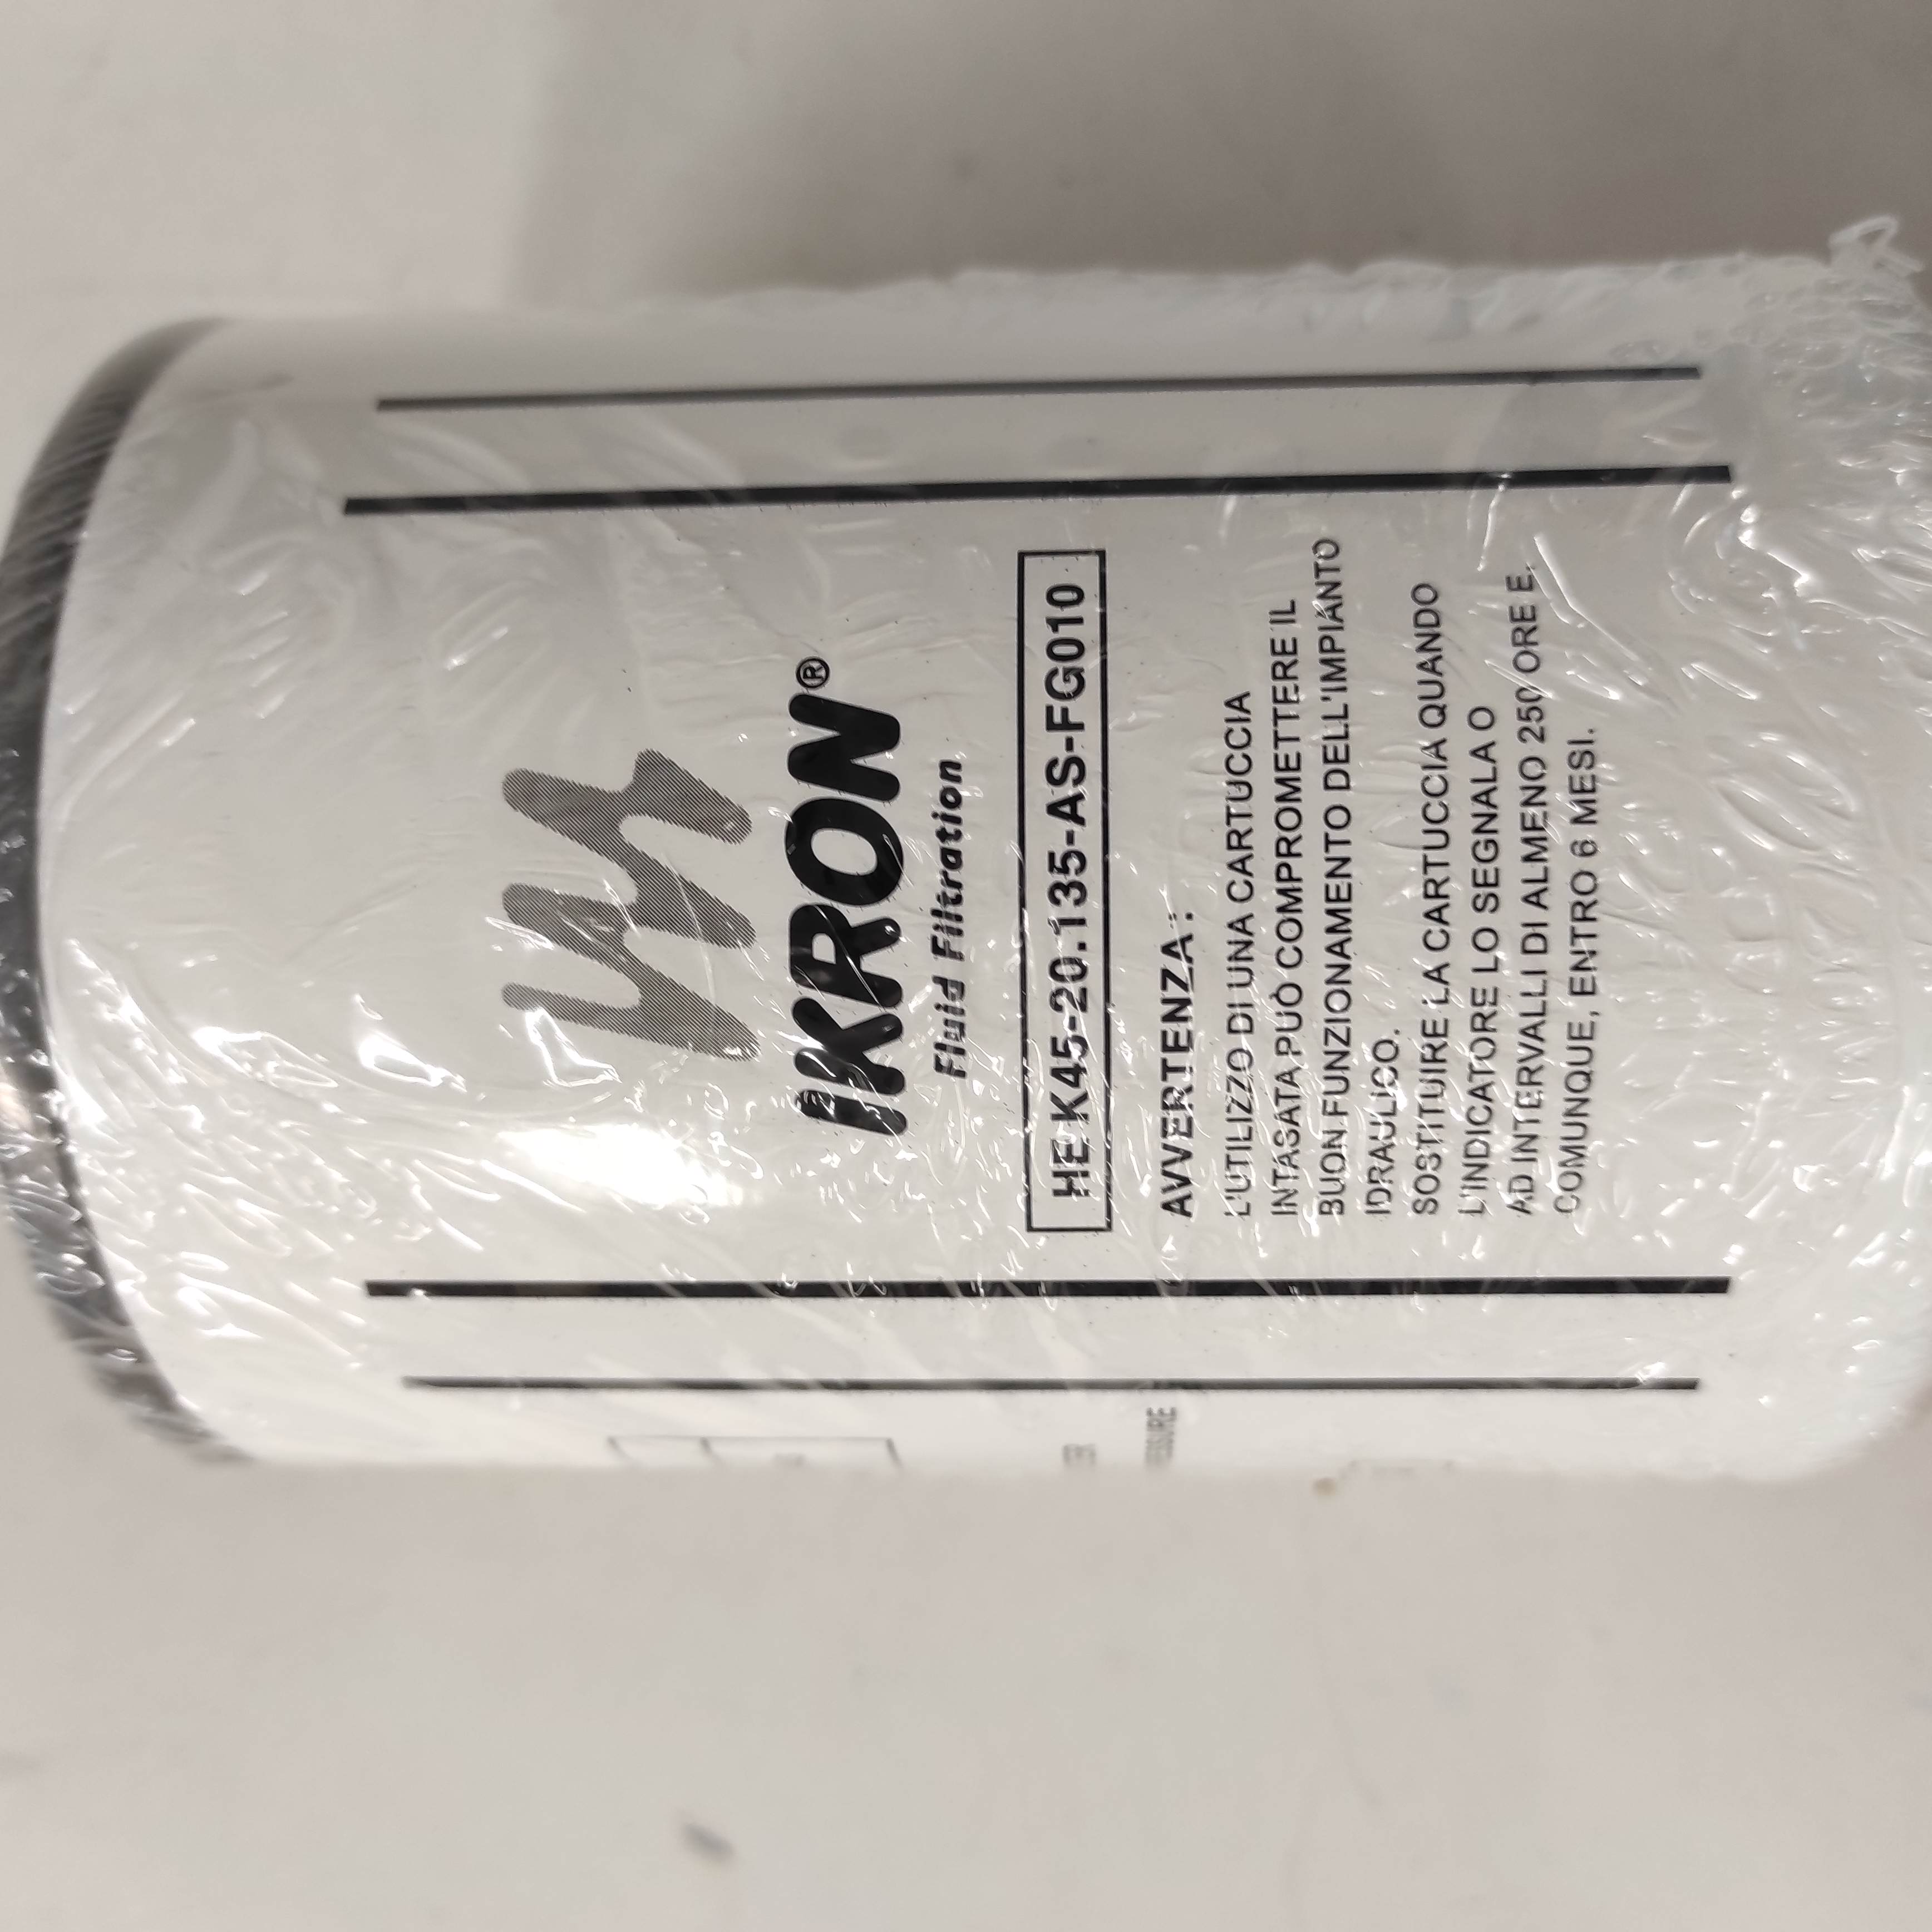 IKRON®
Fluid Filtration
HEK45-20.135-AS-FG010
AVVERTENZA:
L'UTILIZZO DI UNA CARTUCCIA
INTASATA PUÒ COMPROMETTERE IL
BUON FUNZIONAMENTO DELL'IMPIANTO
IDRAULICO.
SOSTITUIRE LA CARTUCCIA QUANDO
L'INDICATORE LO SEGNALA O
AD INTERVALLI DI ALMENO 250 ORE E.
COMUNQUE, ENTRO 6 MESI.